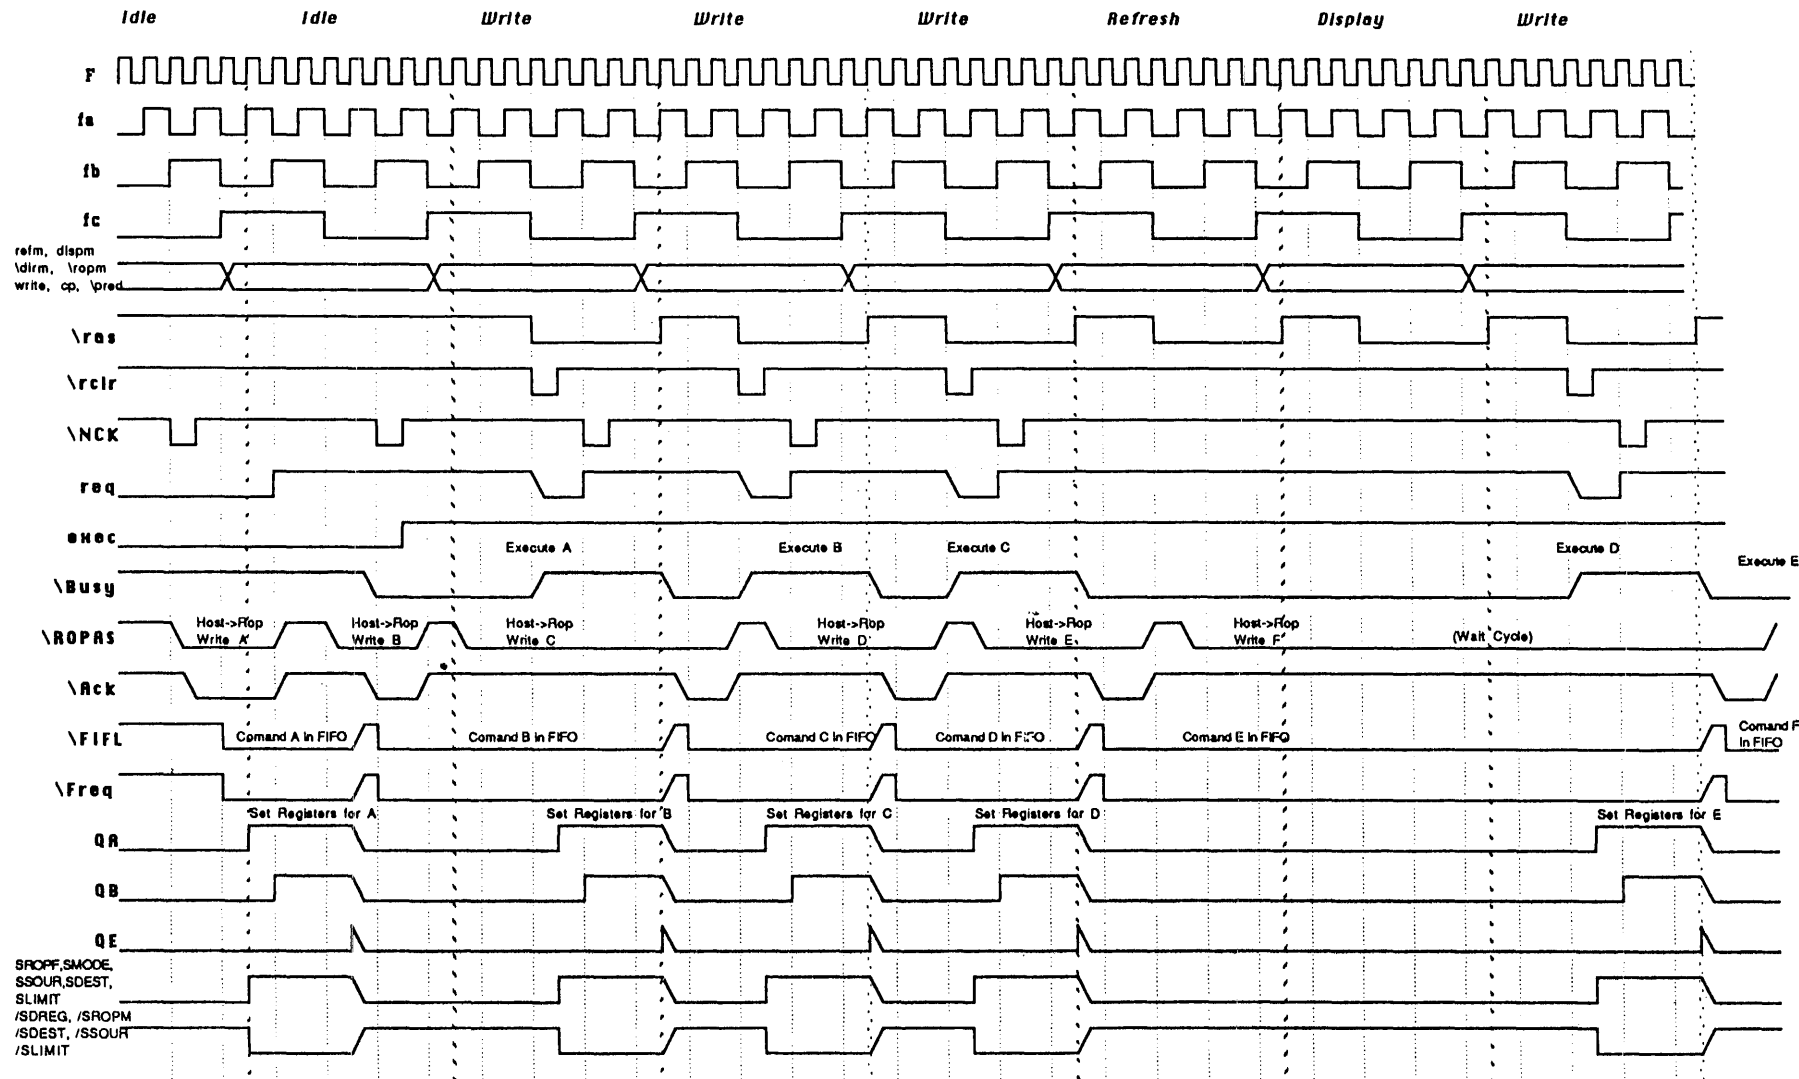 Idle Idle Write Write Write Refresh Display Write
F
fa
fb
fc
refm, dispm
\dirm, \ropm
write, cp, \pred
\ras
\rclr
\NCK
req
exec
Execute A Execute B Execute C Execute D Execute E
\Busy
\ROPAS
Host->Rop Host->Rop Host->Rop Host->Rop Host->Rop Host->Rop
Write A Write B Write C Write D Write E Write F (Wait Cycle)
\Ack
\FIFL
Comand A In FIFO Comand B In FIFO Comand C In FIFO Comand D In FIFO Comand E In FIFO Comand F
In FIFO
\Freq
Set Registers for A Set Registers for B Set Registers for C Set Registers for D Set Registers for E
QA
QB
QE
SROPF,SMODE,
SSOUR,SDEST,
SLIMIT
/SDREG, /SROPM
/SDEST, /SSOUR
/SLIMIT